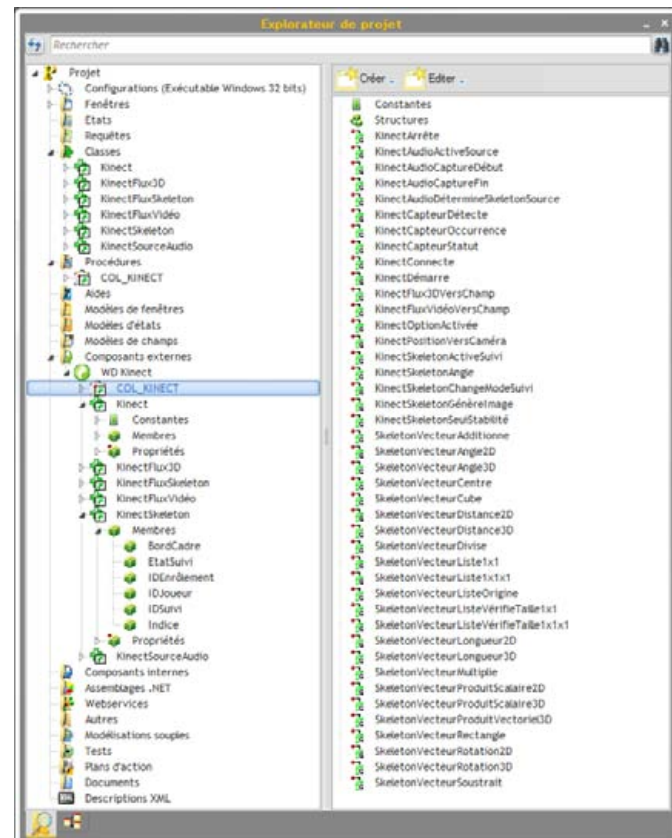 Explorateur de projet
Rechercher
Projet
Configurations (Exécutable Windows 32 bits)
Fenêtres
Etats
Requêtes
Classes
Kinect
KinectFlux3D
KinectFluxSkeleton
KinectFluxVidéo
KinectSkeleton
KinectSourceAudio
Procédures
COL_KINECT
Aides
Modèles de fenêtres
Modèles d'états
Modèles de champs
Composants externes
WD Kinect
COL_KINECT
Kinect
Constantes
Membres
Propriétés
KinectFlux3D
KinectFluxSkeleton
KinectFluxVidéo
KinectSkeleton
Membres
BordCadre
EtatSuivi
IDEnrôlement
IDJoueur
IDSuivi
Indice
Propriétés
KinectSourceAudio
Composants internes
Assemblages .NET
Webservices
Autres
Modélisations souples
Tests
Plans d'action
Documents
Descriptions XML
Créer Editer
Constantes
Structures
KinectArrête
KinectAudioActiveSource
KinectAudioCaptureDébut
KinectAudioCaptureFin
KinectAudioDétermineSkeletonSource
KinectCapteurDétecte
KinectCapteurOccurrence
KinectCapteurStatut
KinectConnecte
KinectDémarre
KinectFlux3DVersChamp
KinectFluxVidéoVersChamp
KinectOptionActivée
KinectPositionVersCaméra
KinectSkeletonActiveSuivi
KinectSkeletonAngle
KinectSkeletonChangeModeSuivi
KinectSkeletonGénèreImage
KinectSkeletonSeuilStabilité
SkeletonVecteurAdditionne
SkeletonVecteurAngle2D
SkeletonVecteurAngle3D
SkeletonVecteurCentre
SkeletonVecteurCube
SkeletonVecteurDistance2D
SkeletonVecteurDistance3D
SkeletonVecteurDivise
SkeletonVecteurListe1x1
SkeletonVecteurListe1x1x1
SkeletonVecteurListeOrigine
SkeletonVecteurListeVérifieTaille1x1
SkeletonVecteurListeVérifieTaille1x1x1
SkeletonVecteurLongueur2D
SkeletonVecteurLongueur3D
SkeletonVecteurMultiplie
SkeletonVecteurProduitScalaire2D
SkeletonVecteurProduitScalaire3D
SkeletonVecteurProduitVectoriel3D
SkeletonVecteurRectangle
SkeletonVecteurRotation2D
SkeletonVecteurRotation3D
SkeletonVecteurSoustrait